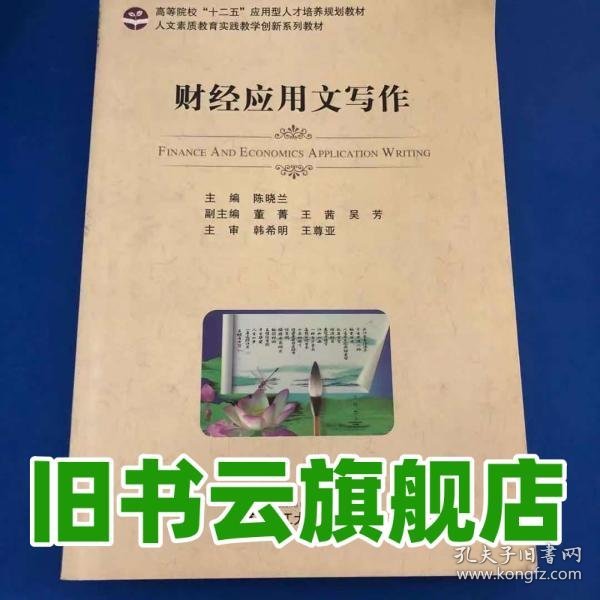 高等院校“十二五”应用型人才培养规划教材
人文素质教育实践教学创新系列教材
财经应用文写作
FINANCE AND ECONOMICS APPLICATION WRITING
主 编 陈晓兰
副主编 董 菁 王 茜 吴 芳
主 审 韩希明 王尊亚
旧书云旗舰店
孔夫子旧书网
www.kongfz.com